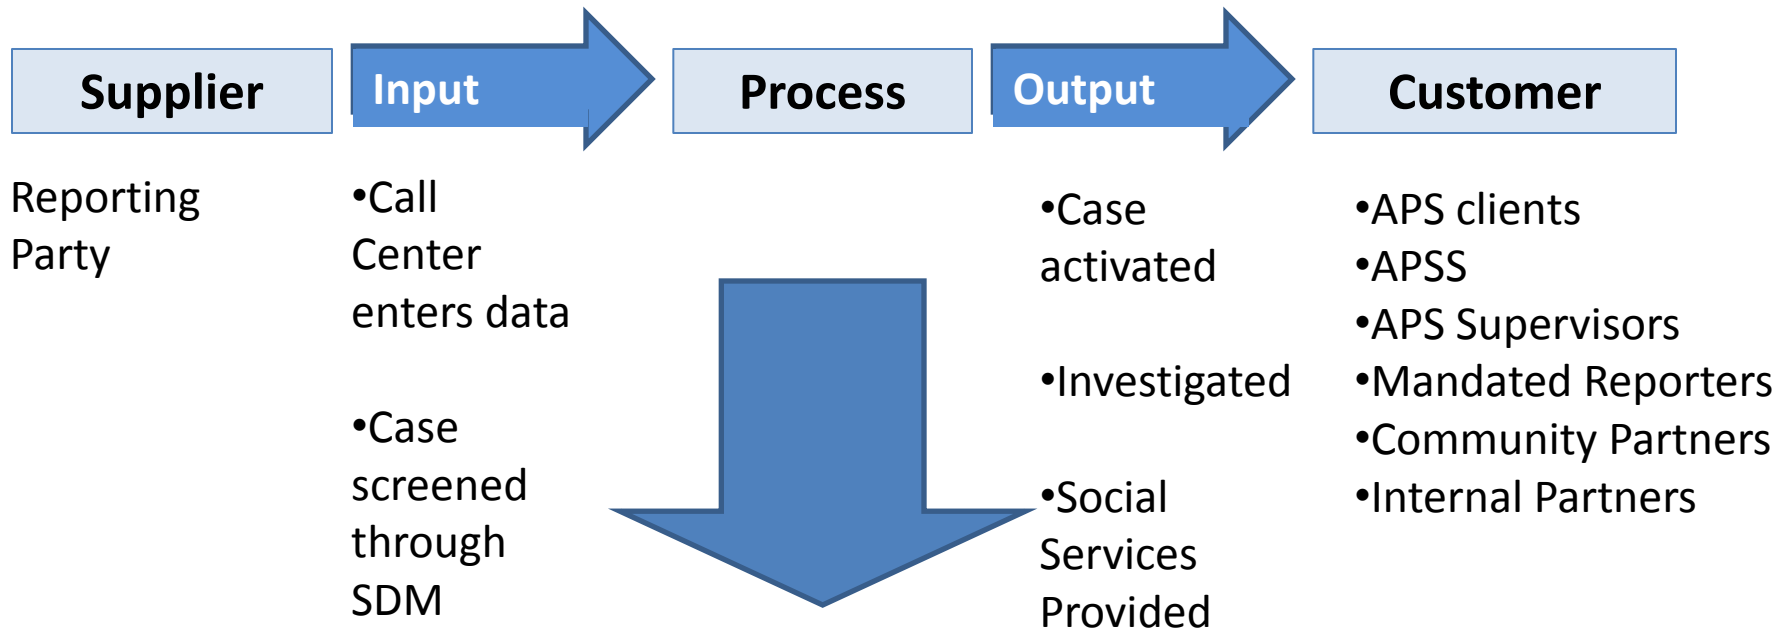 Supplier
Input
Process
Output
Customer
Reporting
Party
•Call
Center
enters data
•Case
screened
through
SDM
•Case
activated
•Investigated
•Social
Services
Provided
•APS clients
•APSS
•APS Supervisors
•Mandated Reporters
•Community Partners
•Internal Partners